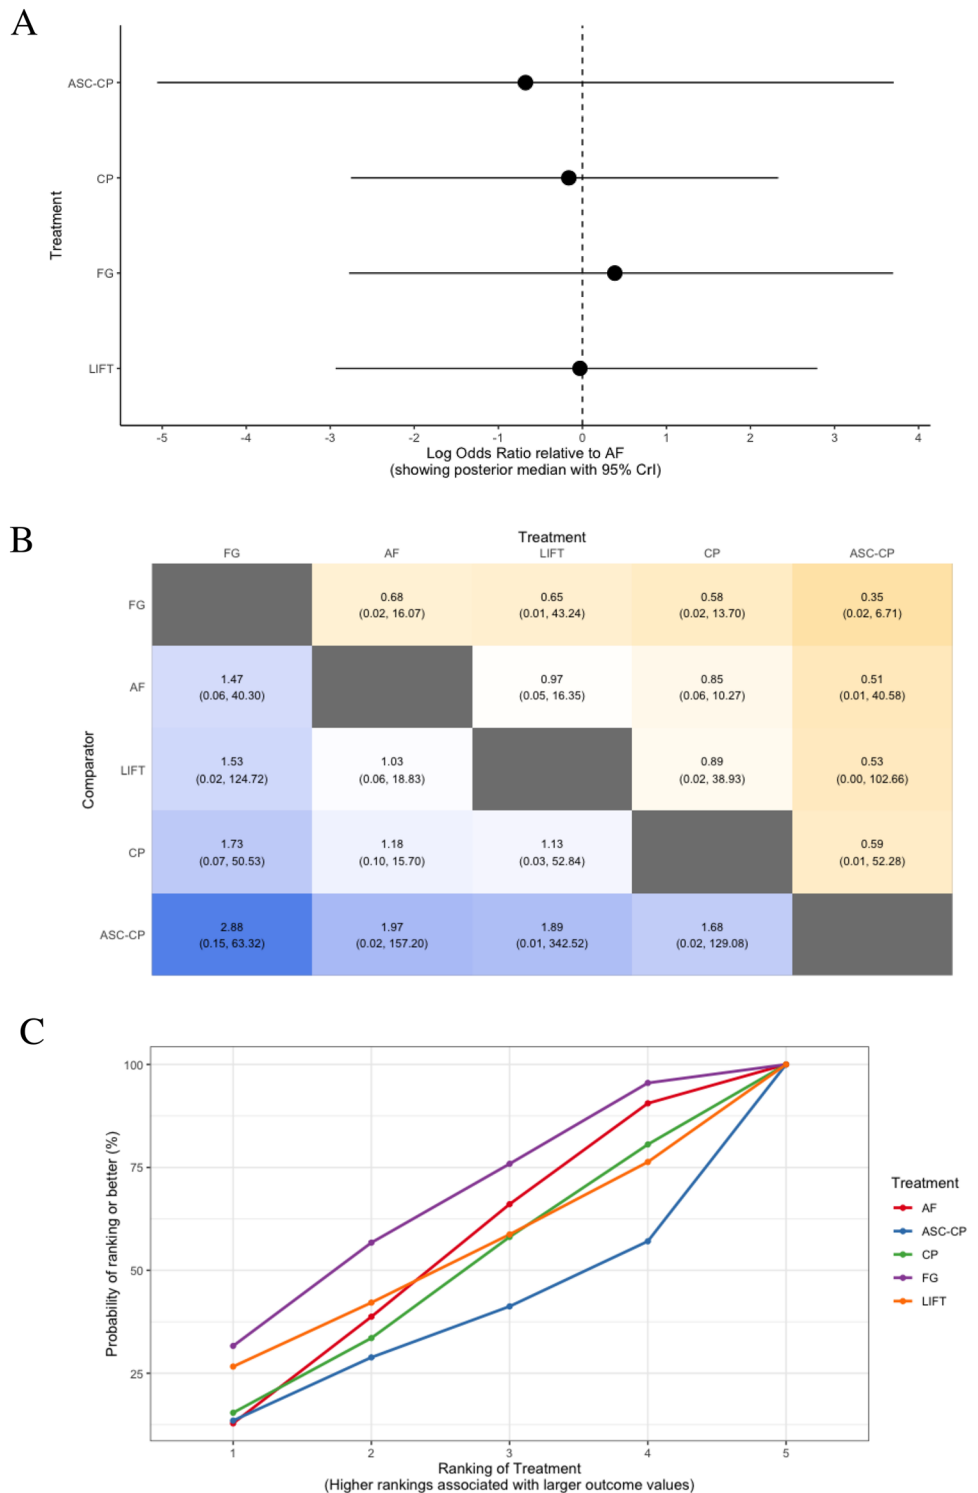 A
ASC-CP
CP
FG
LIFT
Treatment
-5 -4 -3 -2 -1 0 1 2 3 4
Log Odds Ratio relative to AF
(showing posterior median with 95% CrI)
B
Treatment
FG AF LIFT CP ASC-CP
Comparator
FG 0.68 0.65 0.58 0.35
(0.02, 16.07) (0.01, 43.24) (0.02, 13.70) (0.02, 6.71)
AF 1.47 0.97 0.85 0.51
(0.06, 40.30) (0.05, 16.35) (0.06, 10.27) (0.01, 40.58)
LIFT 1.53 1.03 0.89 0.53
(0.02, 124.72) (0.06, 18.83) (0.02, 38.93) (0.00, 102.66)
CP 1.73 1.18 1.13 0.59
(0.07, 50.53) (0.10, 15.70) (0.03, 52.84) (0.01, 52.28)
ASC-CP 2.88 1.97 1.89 1.68
(0.15, 63.32) (0.02, 157.20) (0.01, 342.52) (0.02, 129.08)
C
100
75
50
25
Probability of ranking or better (%)
1 2 3 4 5
Ranking of Treatment
(Higher rankings associated with larger outcome values)
Treatment
AF
ASC-CP
CP
FG
LIFT